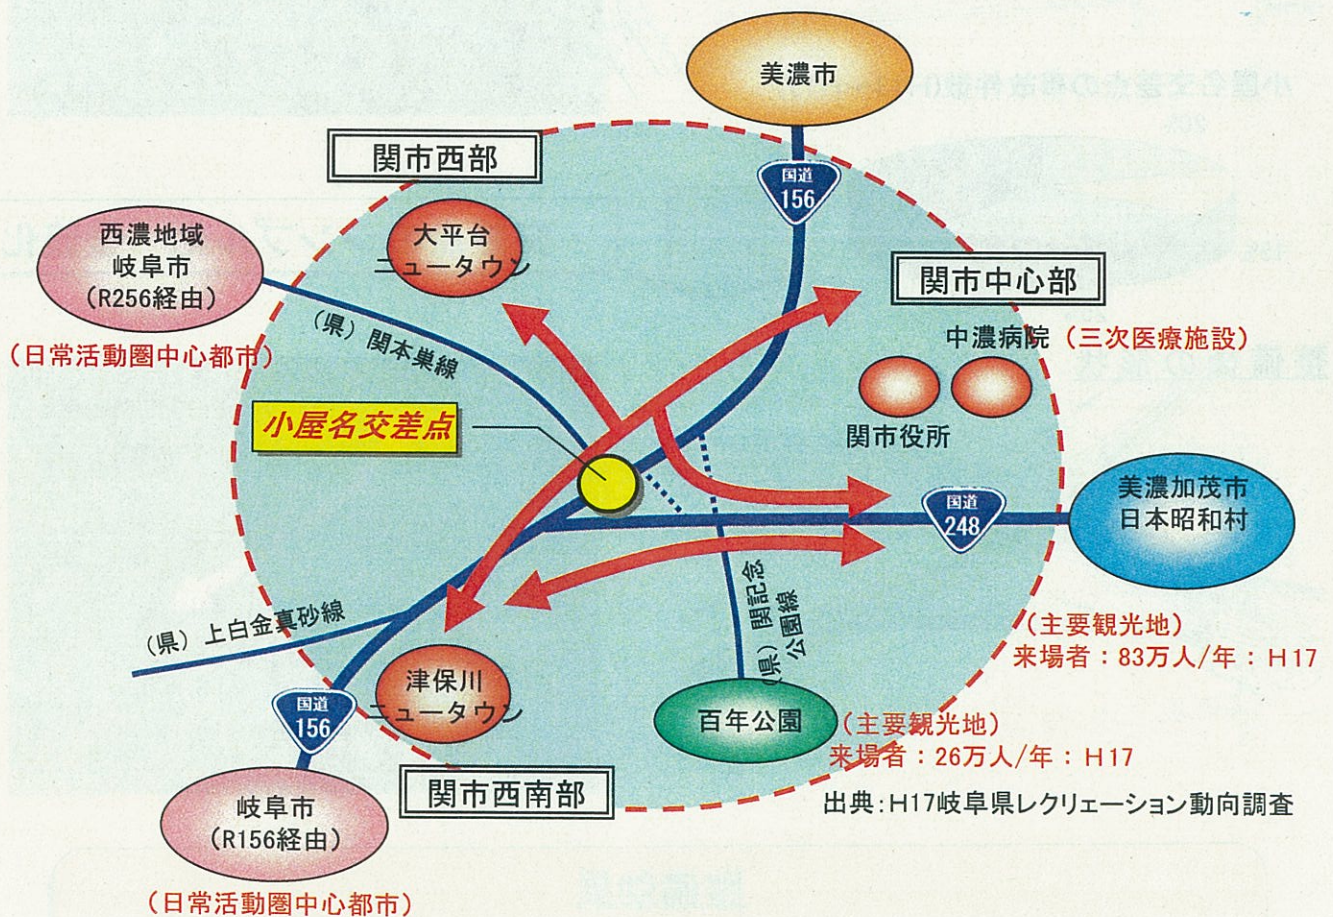 美濃市
関市西部
国道
156
西濃地域
岐阜市
（R256経由）
（日常活動圏中心都市）
大平台
ニュータウン
関市中心部
（県）関本巣線
中濃病院（三次医療施設）
関市役所
小屋名交差点
国道
248
美濃加茂市
日本昭和村
（主要観光地）
来場者：83万人/年：H17
（県）上白金真砂線
（県）関記念
公園線
津保川
ニュータウン
国道
156
百年公園
（主要観光地）
来場者：26万人/年：H17
関市西南部
岐阜市
（R156経由）
（日常活動圏中心都市）
出典：H17岐阜県レクリェーション動向調査